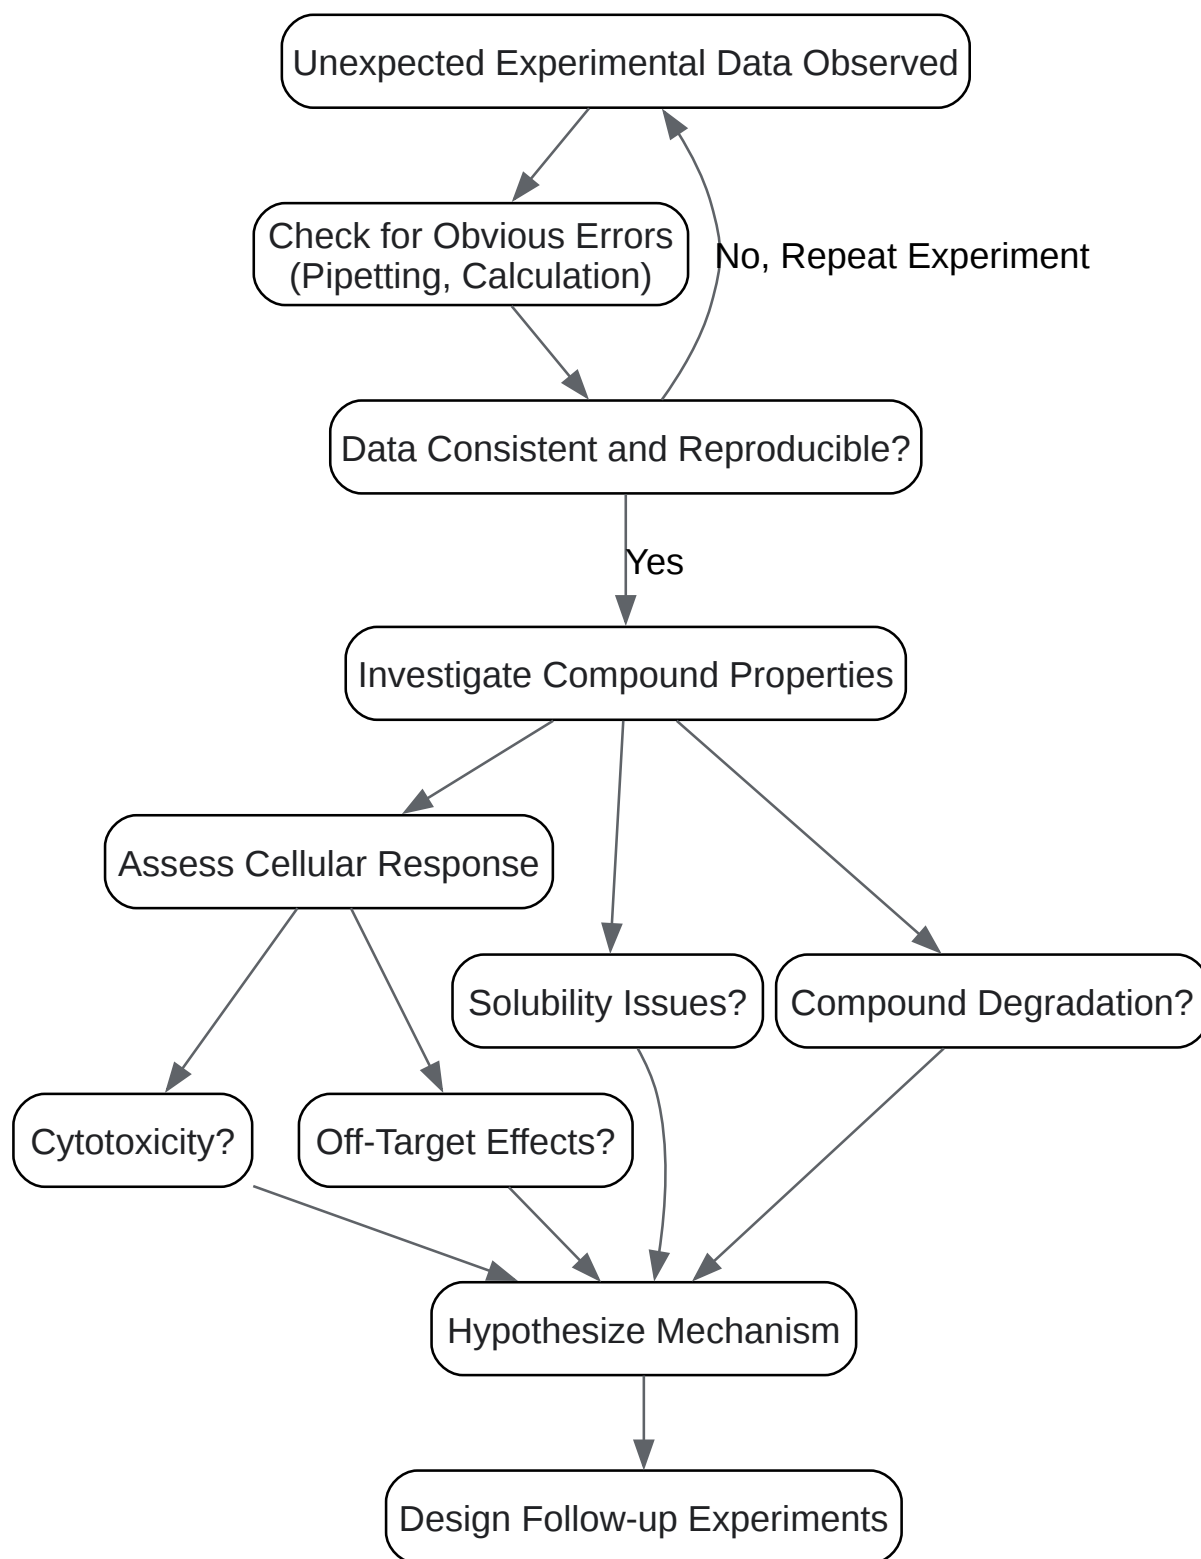 Unexpected Experimental Data Observed
Check for Obvious Errors
(Pipetting, Calculation)
No, Repeat Experiment
Data Consistent and Reproducible?
Yes
Investigate Compound Properties
Assess Cellular Response
Solubility Issues?
Compound Degradation?
Cytotoxicity?
Off-Target Effects?
Hypothesize Mechanism
Design Follow-up Experiments